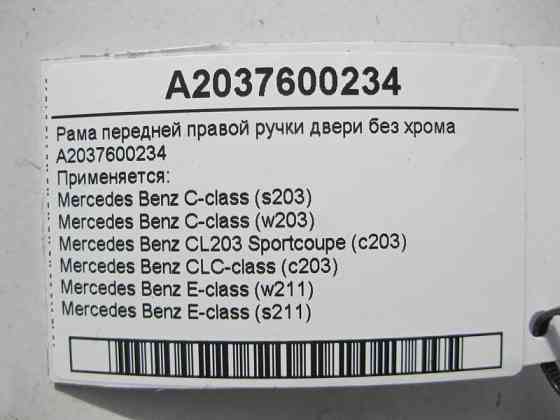 A2037600234
Рама передней правой ручки двери без хрома
A2037600234
Применяется:
Mercedes Benz C-class (s203)
Mercedes Benz C-class (w203)
Mercedes Benz CL203 Sportcoupe (c203)
Mercedes Benz CLC-class (c203)
Mercedes Benz E-class (w211)
Mercedes Benz E-class (s211)